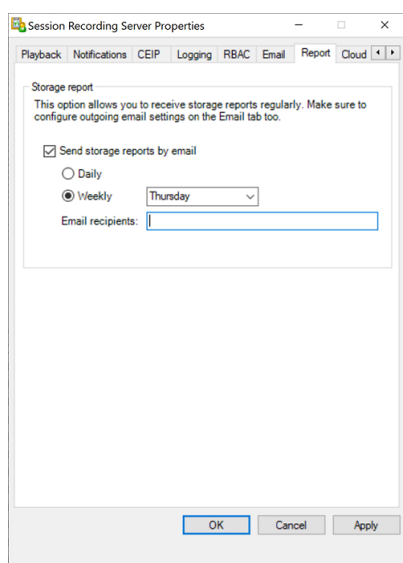 Session Recording Server Properties
Playback Notifications CEIP Logging RBAC Email Report Cloud
Storage report
This option allows you to receive storage reports regularly. Make sure to
configure outgoing email settings on the Email tab too.
Send storage reports by email
Daily
Weekly Thursday
Email recipients:
OK Cancel Apply